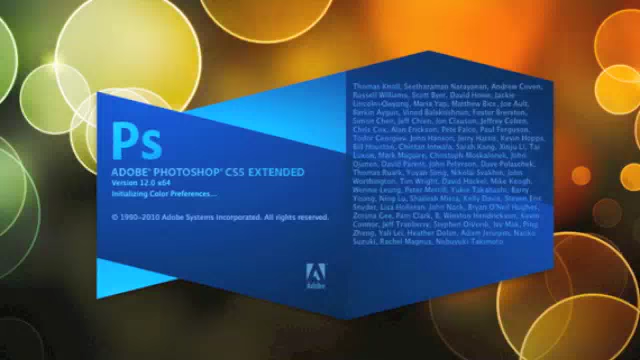 Ps
ADOBE® PHOTOSHOP® CS5 EXTENDED
Version 12.0 x64
Initializing Color Preferences...
© 1990-2010 Adobe Systems Incorporated. All rights reserved.
Adobe
Thomas Knoll, Seetharaman Narayanan, Andrew Coven,
Russell Williams, Scott Byer, David Howe, Jackie
Lincoln-Owyang, Maria Yap, Matthew Bice, Joe Ault,
Barkin Aygun, Vinod Balakrishnan, Foster Brereton,
Simon Chen, Jeff Chien, Jon Clauson, Jeffrey Cohen,
Chris Cox, Alan Erickson, Pete Falco, Paul Ferguson,
Todor Georgiev, John Hanson, Jerry Harris, Kevin Hopps,
Bill Houston, Chintan Intwala, Sarah Kong, Xinju Li, Tai
Luxon, Mark Maguire, Christoph Moskalonek, John
Ojanen, David Parent, John Peterson, Dave Polaschek,
Thomas Ruark, Yuyan Song, Nikolai Svakhin, John
Worthington, Tim Wright, David Hackel, Mike Keogh,
Wennie Leung, Peter Merrill, Yukie Takahashi, Barry
Young, Ning Lu, Shanmih Miera, Kelly Davis, Steven Eric
Snyder, Lisa Holleran, John Nack, Bryan O'Neil Hughes,
Zorana Gee, Pam Clark, B. Winston Hendrickson, Kevin
Connor, Jeff Tranberry, Stephen Nielson, Jay Mak, Ping
Zheng, Yali Lei, Heather Dolan, Adam Jerugim, Naoko
Suzuki, Rachel Magnus, Nobuyuki Takamoto